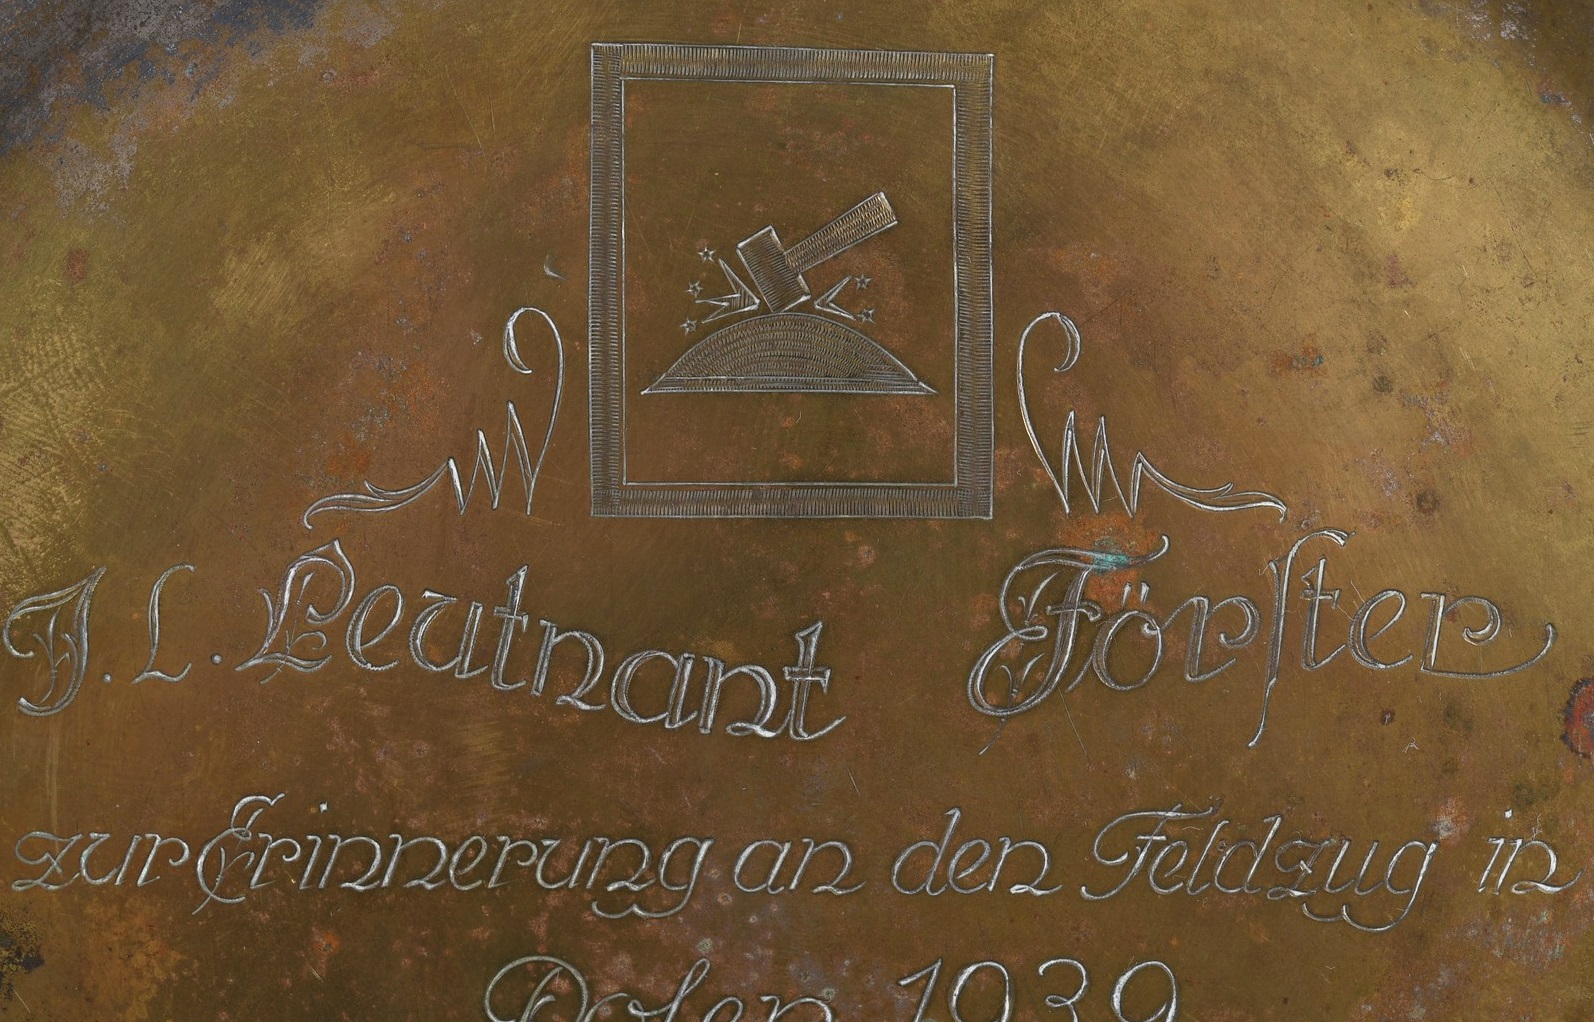 J. L. Leutnant Förster
zur Erinnerung an den Feldzug in
Polen 1939